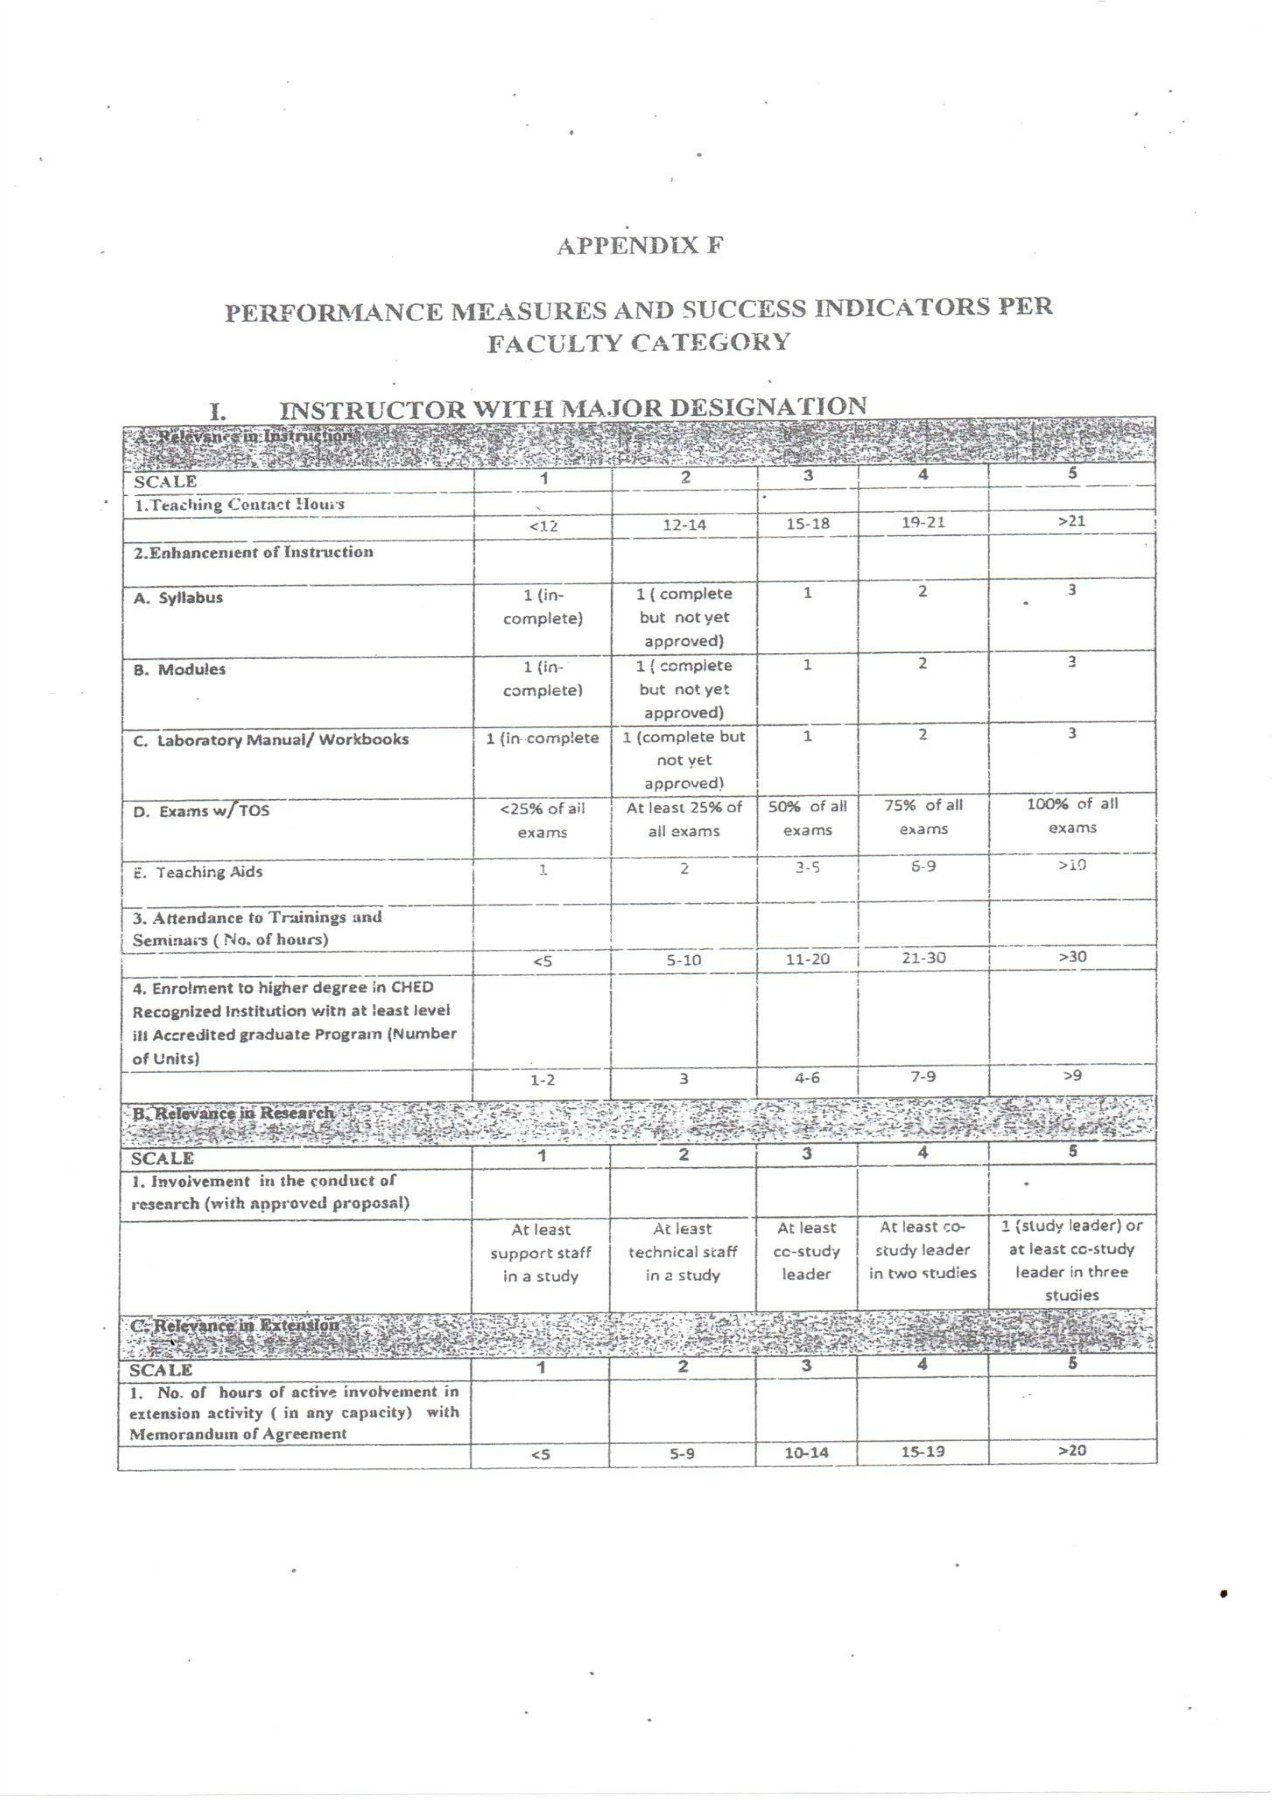 APPENDIX F
PERFORMANCE MEASURES AND SUCCESS INDICATORS PER
FACULTY CATEGORY
I. INSTRUCTOR WITH MAJOR DESIGNATION
A. Relevance in Instruction
SCALE 1 2 3 4 5
1.Teaching Contact Hours
<12 12-14 15-18 19-21 >21
2.Enhancement of Instruction
A. Syllabus 1 (in- 1 ( complete 1 2 3
complete) but not yet
approved)
B. Modules 1 (in- 1 ( complete 1 2 3
complete) but not yet
approved)
C. Laboratory Manual/ Workbooks 1 (in-complete 1 (complete but 1 2 3
not yet
approved)
D. Exams w/TOS <25% of all At least 25% of 50% of all 75% of all 100% of all
exams all exams exams exams exams
E. Teaching Aids 1 2 3-5 6-9 >10
3. Attendance to Trainings and
Seminars ( No. of hours)
<5 5-10 11-20 21-30 >30
4. Enrolment to higher degree in CHED
Recognized Institution with at least level
iII Accredited graduate Program (Number
of Units)
1-2 3 4-6 7-9 >9
B. Relevance in Research
SCALE 1 2 3 4 5
1. Involvement in the conduct of
research (with approved proposal)
At least At least At least At least co- 1 (study leader) or
support staff technical staff co-study study leader at least co-study
in a study in a study leader in two studies leader in three
studies
C. Relevance in Extension
SCALE 1 2 3 4 5
1. No. of hours of active involvement in
extension activity ( in any capacity) with
Memorandum of Agreement
<5 5-9 10-14 15-19 >20